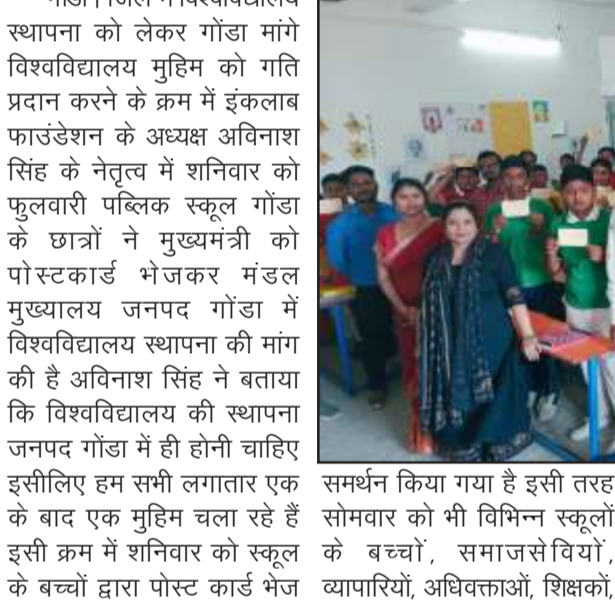 गोंडा। जिले में विश्वविद्यालय
स्थापना को लेकर गोंडा मांगे
विश्वविद्यालय मुहिम को गति
प्रदान करने के क्रम में इंकलाब
फाउंडेशन के अध्यक्ष अविनाश
सिंह के नेतृत्व में शनिवार को
फुलवारी पब्लिक स्कूल गोंडा
के छात्रों ने मुख्यमंत्री को
पोस्टकार्ड भेजकर मंडल
मुख्यालय जनपद गोंडा में
विश्वविद्यालय स्थापना की मांग
की है अविनाश सिंह ने बताया
कि विश्वविद्यालय की स्थापना
जनपद गोंडा में ही होनी चाहिए
इसीलिए हम सभी लगातार एक
के बाद एक मुहिम चला रहे हैं
इसी क्रम में शनिवार को स्कूल
के बच्चों द्वारा पोस्ट कार्ड भेज
समर्थन किया गया है इसी तरह
सोमवार को भी विभिन्न स्कूलों
के बच्चों, समाजसेवियों,
व्यापारियों, अधिवक्ताओं, शिक्षको,